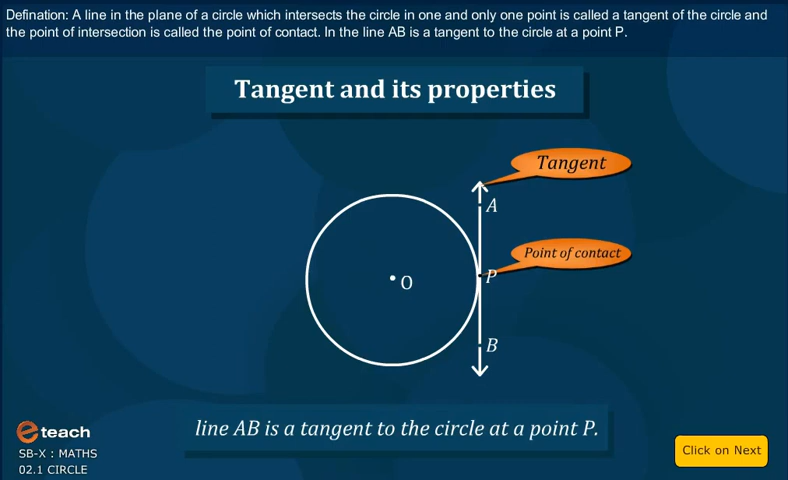 Defination: A line in the plane of a circle which intersects the circle in one and only one point is called a tangent of the circle and
the point of intersection is called the point of contact. In the line AB is a tangent to the circle at a point P.
Tangent and its properties
Tangent
A
Point of contact
P
O
B
line AB is a tangent to the circle at a point P.
e teach
SB-X : MATHS
02.1 CIRCLE
Click on Next